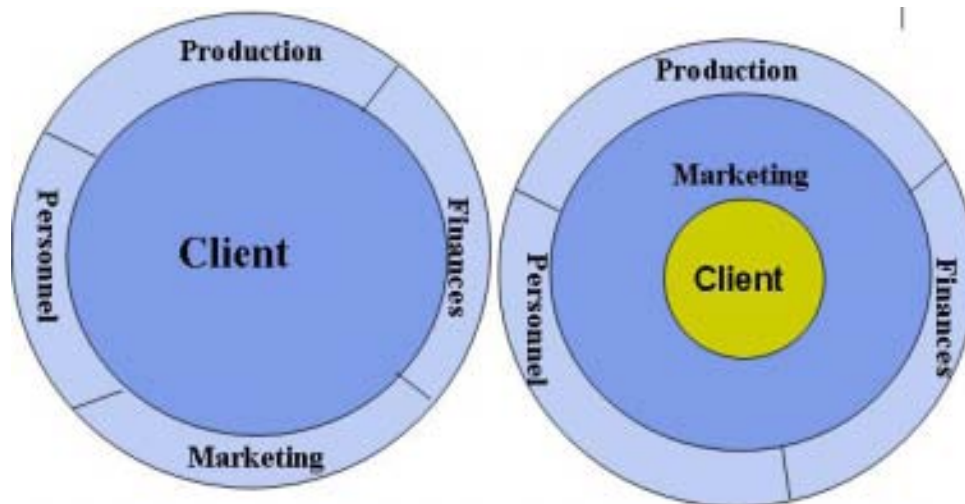 Production
Personnel
Client
Finances
Marketing
Production
Marketing
Personnel
Client
Finances